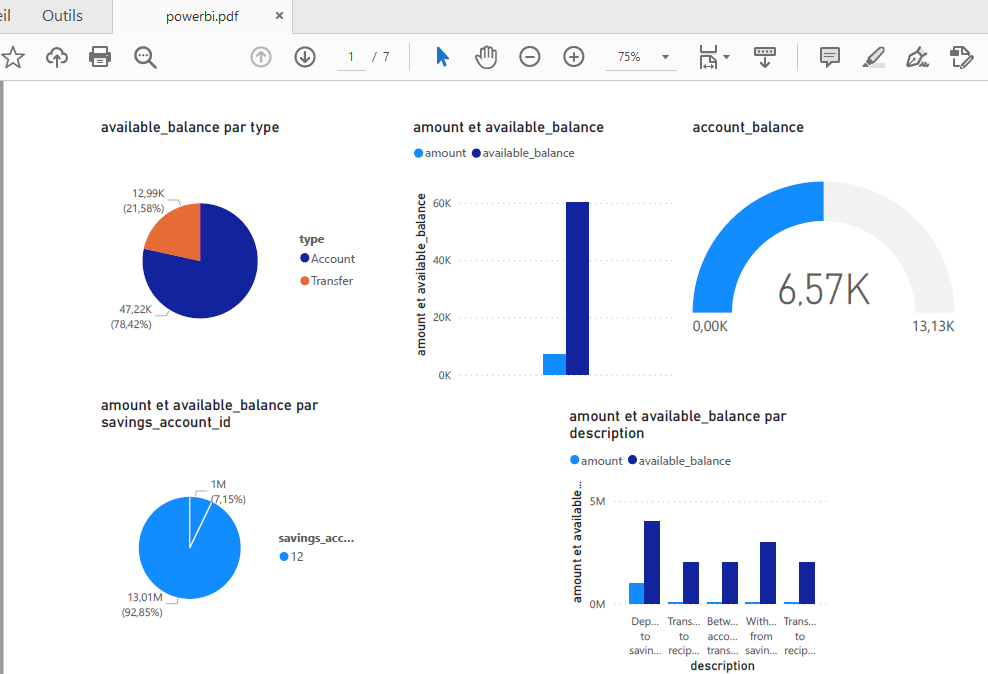 eil Outils powerbi.pdf ×
1 / 7 75%
available_balance par type
12,99K
(21,58%)
47,22K
(78,42%)
type
Account
Transfer
amount et available_balance
amount available_balance
amount et available_balance
60K
40K
20K
0K
account_balance
6,57K
0,00K 13,13K
amount et available_balance par
savings_account_id
1M
(7,15%)
13,01M
(92,85%)
savings_acc...
12
amount et available_balance par
description
amount available_balance
amount et available...
5M
0M
Dep... Trans... Betw... With... Trans...
to to acco... from to
savin... recip... trans... savin... recip...
description